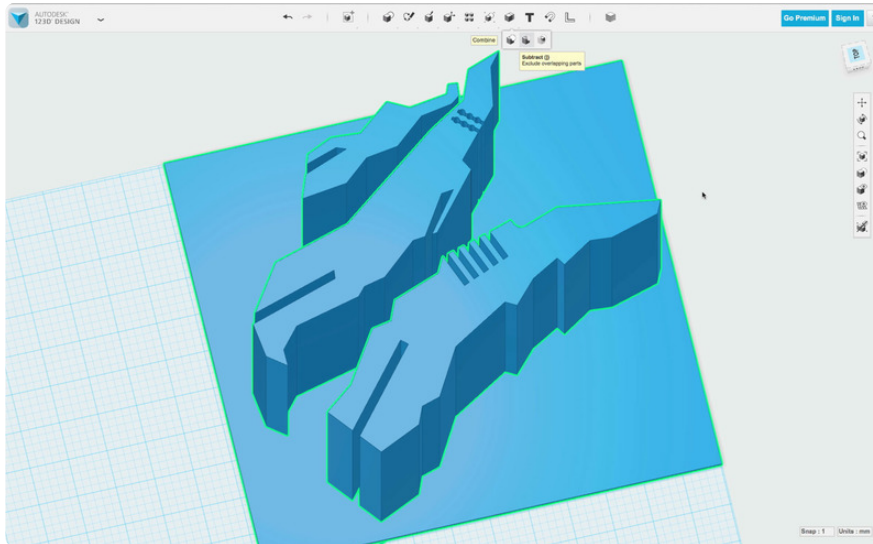 AUTODESK
123D® DESIGN
Go Premium
Sign In
Combine
Subtract (J)
Exclude overlapping parts
Snap : 1
Units : mm